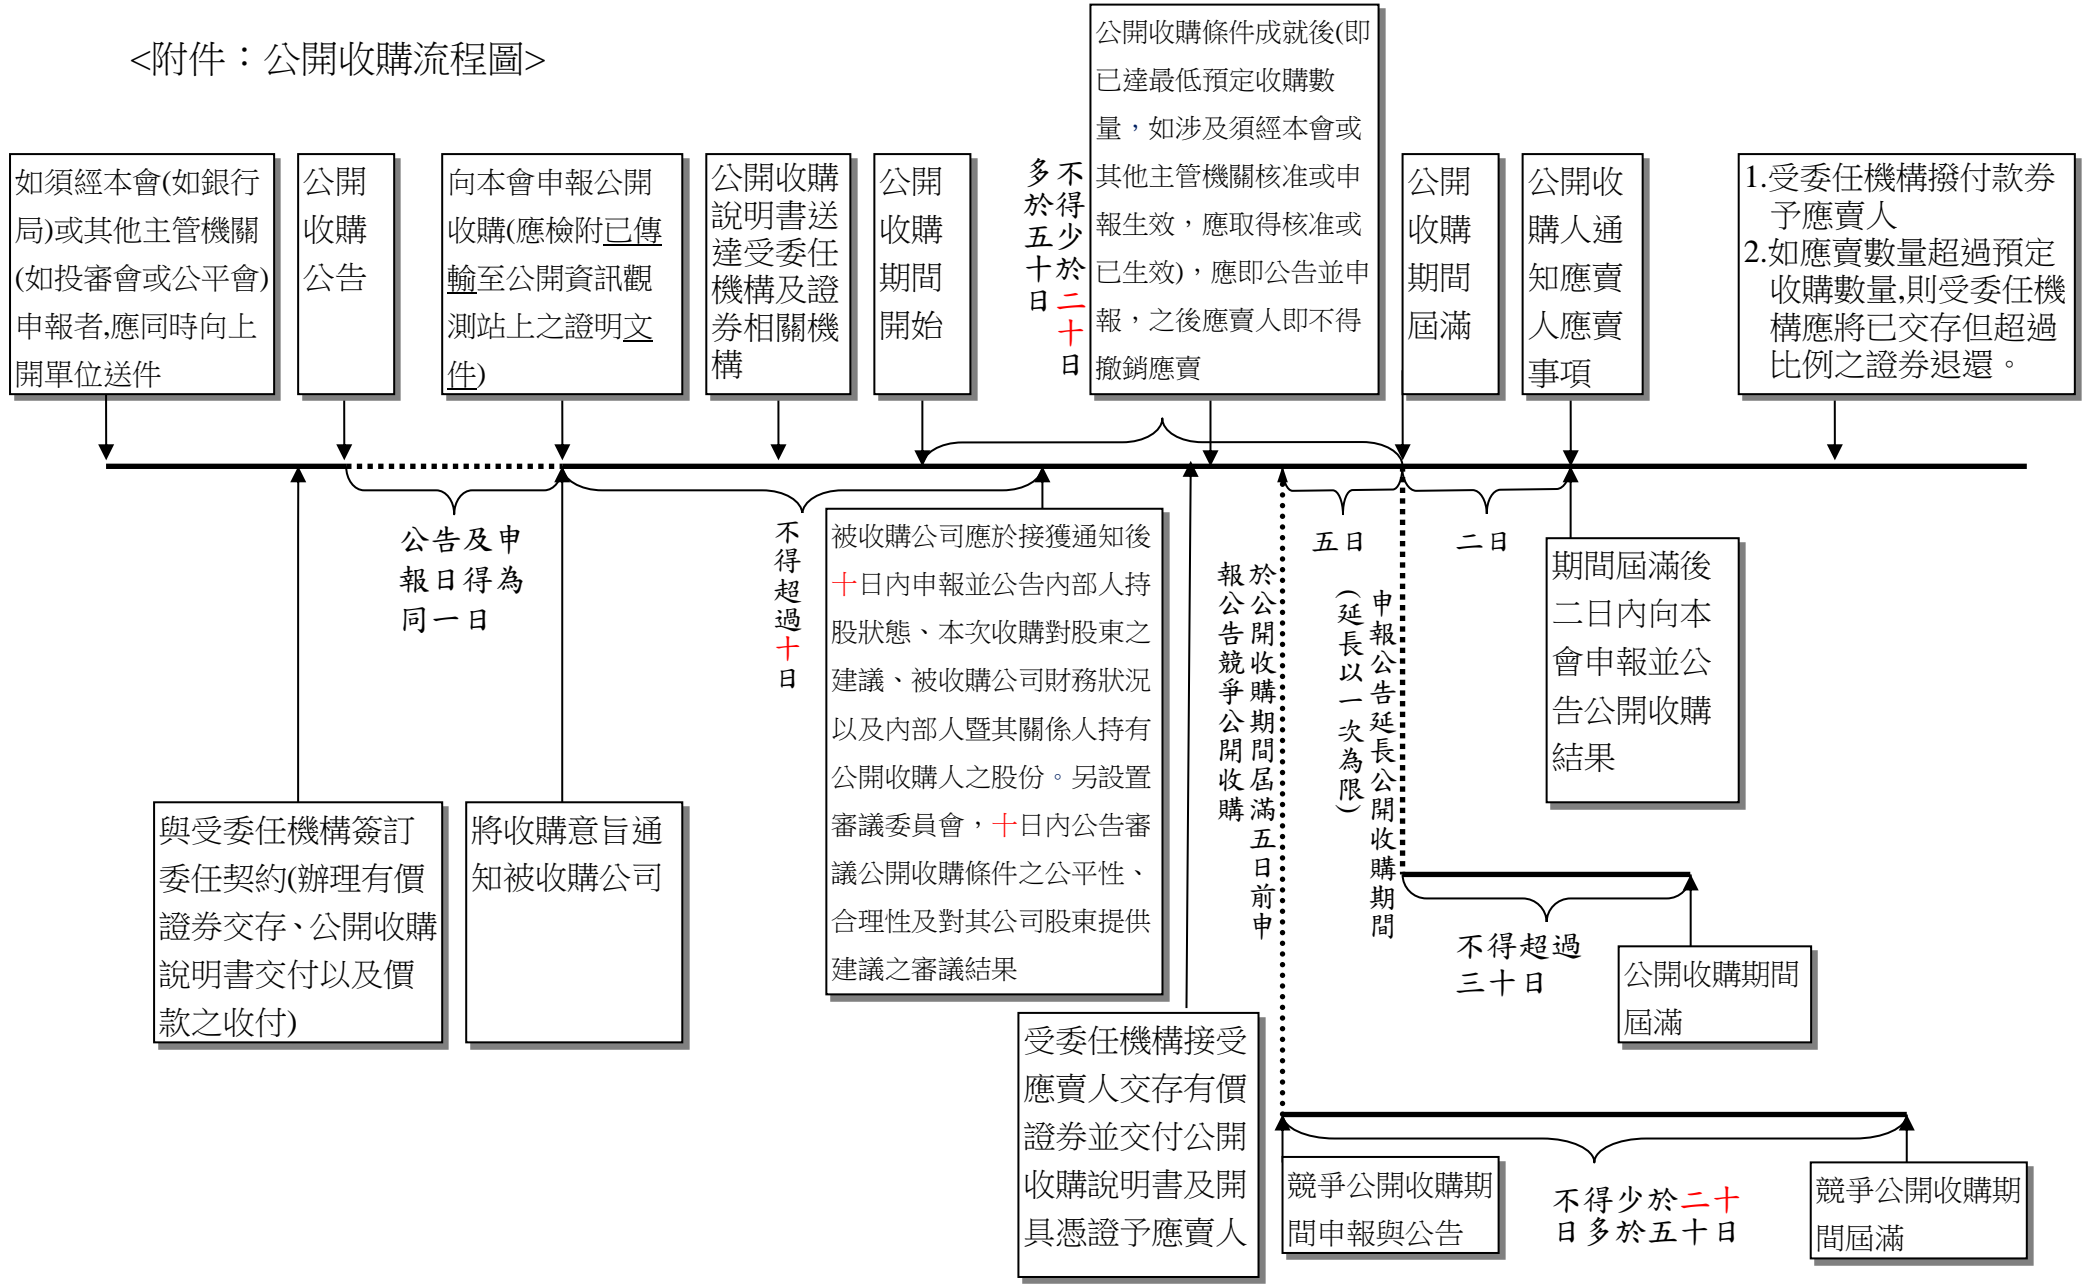 <附件：公開收購流程圖>
如須經本會(如銀行
局)或其他主管機關
(如投審會或公平會)
申報者,應同時向上
開單位送件
公開
收購
公告
向本會申報公開
收購(應檢附已傳
輸至公開資訊觀
測站上之證明文
件)
公開收購
說明書送
達受委任
機構及證
券相關機
構
公開
收購
期間
開始
不得少於二十日
多於五十日
公開收購條件成就後(即
已達最低預定收購數
量，如涉及須經本會或
其他主管機關核准或申
報生效，應取得核准或
已生效)，應即公告並申
報，之後應賣人即不得
撤銷應賣
公開
收購
期間
屆滿
公開收
購人通
知應賣
人應賣
事項
1.受委任機構撥付款券
予應賣人
2.如應賣數量超過預定
收購數量,則受委任機
構應將已交存但超過
比例之證券退還。
公告及申
報日得為
同一日
不得超過十日
被收購公司應於接獲通知後
十日內申報並公告內部人持
股狀態、本次收購對股東之
建議、被收購公司財務狀況
以及內部人暨其關係人持有
公開收購人之股份。另設置
審議委員會，十日內公告審
議公開收購條件之公平性、
合理性及對其公司股東提供
建議之審議結果
於公開收購期間屆滿五日前申
報公告競爭公開收購
五日
二日
申報公告延長公開收購期間
(延長以一次為限)
期間屆滿後
二日內向本
會申報並公
告公開收購
結果
與受委任機構簽訂
委任契約(辦理有價
證券交存、公開收購
說明書交付以及價
款之收付)
將收購意旨通
知被收購公司
不得超過
三十日
公開收購期間
屆滿
受委任機構接受
應賣人交存有價
證券並交付公開
收購說明書及開
具憑證予應賣人
競爭公開收購期
間申報與公告
不得少於二十
日多於五十日
競爭公開收購期
間屆滿